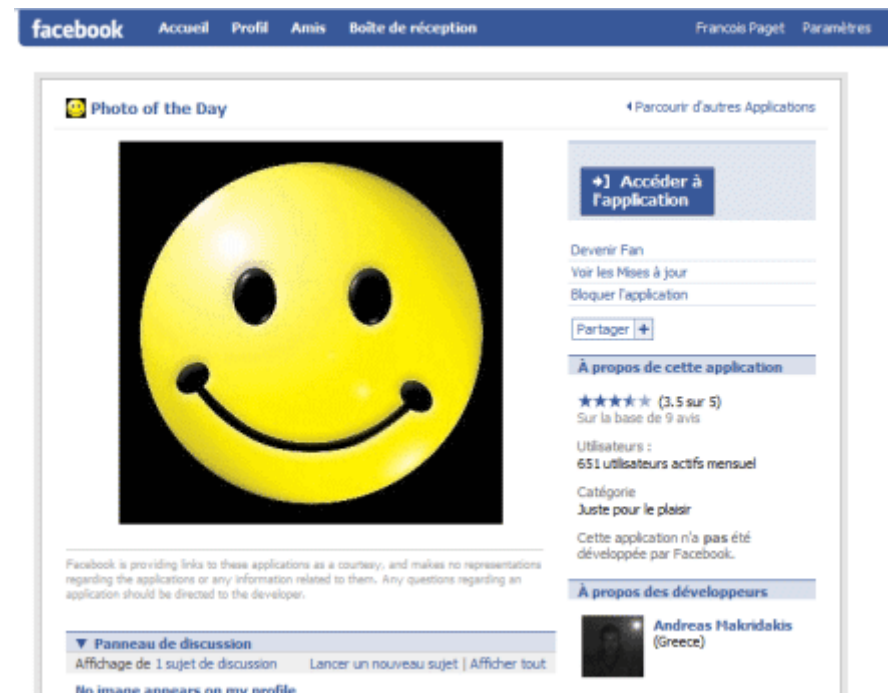 facebook Accueil Profil Amis Boîte de réception Francois Paget Paramètres
Photo of the Day
Parcourir d'autres Applications
Accéder à
l'application
Devenir Fan
Voir les Mises à jour
Bloquer l'application
Partager +
À propos de cette application
(3.5 sur 5)
Sur la base de 9 avis
Utilisateurs :
651 utilisateurs actifs mensuel
Catégorie
Juste pour le plaisir
Cette application n'a pas été
développée par Facebook.
À propos des développeurs
Andreas Makridakis
(Greece)
Facebook is providing links to these applications as a courtesy, and makes no representations
regarding the applications or any information related to them. Any questions regarding an
application should be directed to the developer.
Panneau de discussion
Affichage de 1 sujet de discussion Lancer un nouveau sujet | Afficher tout
No image appears on my profile